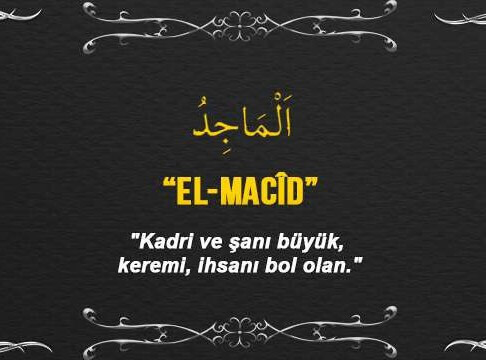 اَلْمَاجِدُ
“EL-MACÎD”
"Kadri ve şanı büyük,
keremi, ihsanı bol olan."